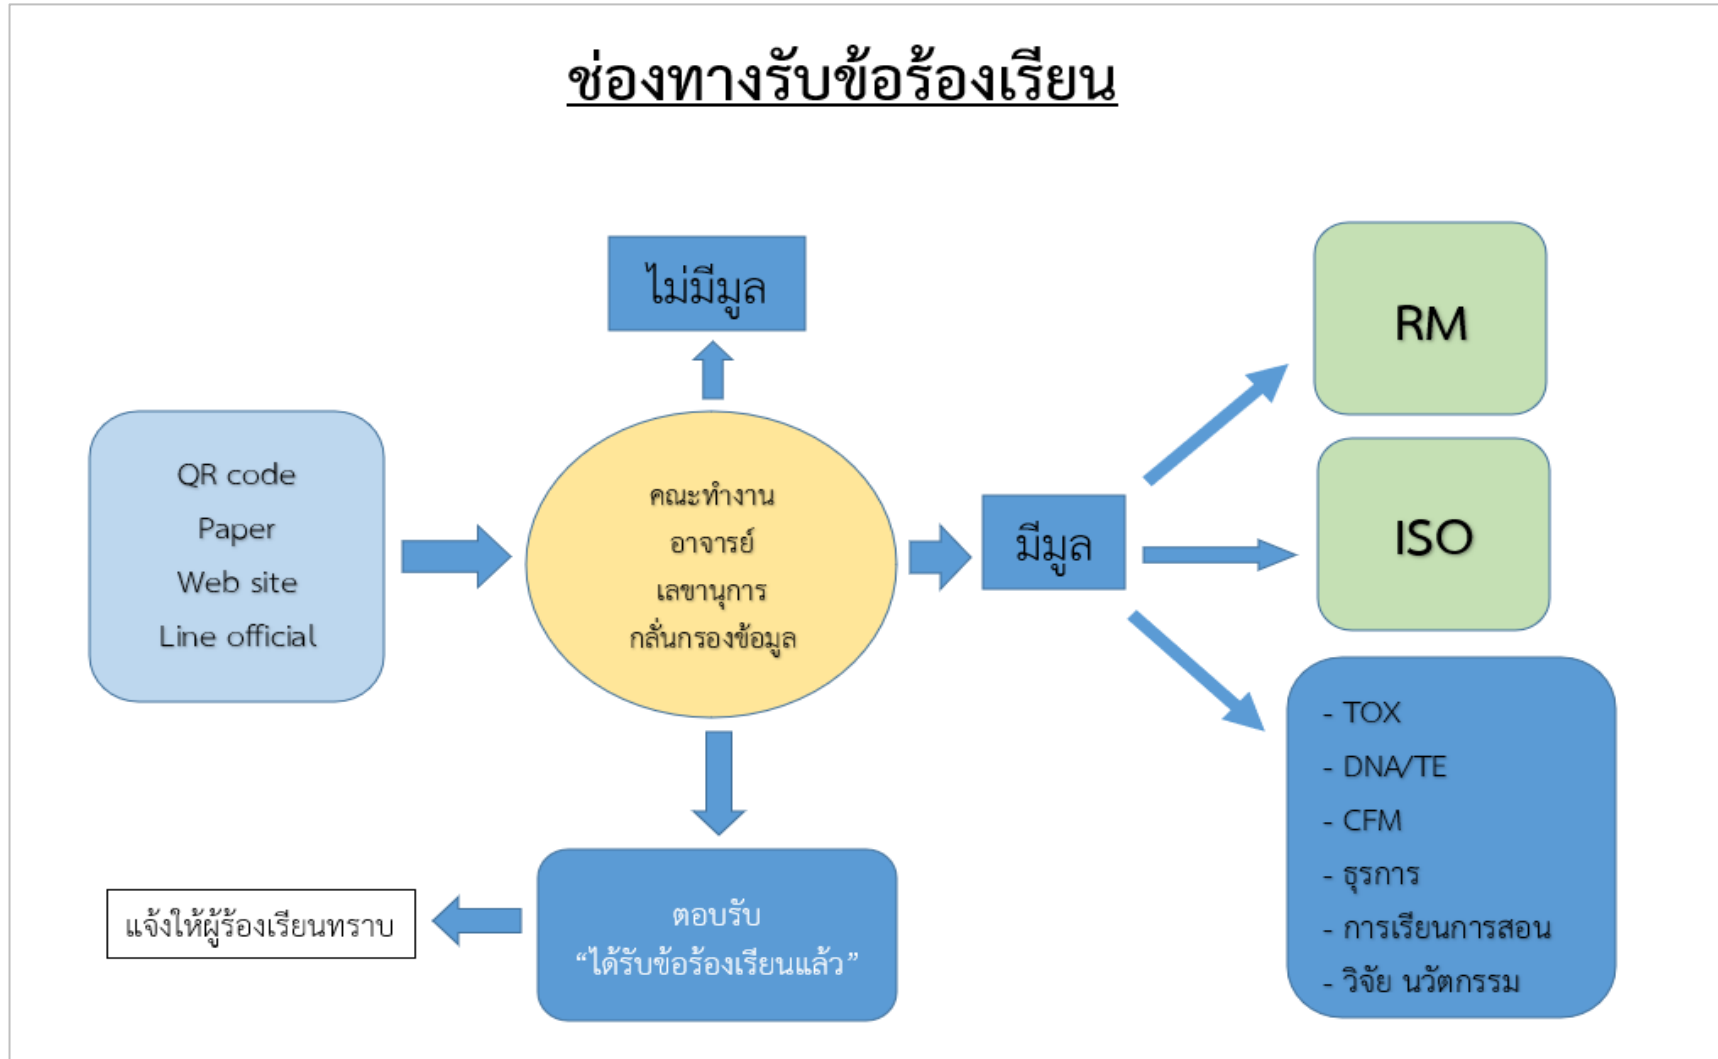 ช่องทางรับข้อร้องเรียน
ไม่มีมูล
QR code
Paper
Web site
Line official
คณะทำงาน
อาจารย์
เลขานุการ
กลั่นกรองข้อมูล
มีมูล
RM
ISO
- TOX
- DNA/TE
- CFM
- ธุรการ
- การเรียนการสอน
- วิจัย นวัตกรรม
ตอบรับ
“ได้รับข้อร้องเรียนแล้ว”
แจ้งให้ผู้ร้องเรียนทราบ